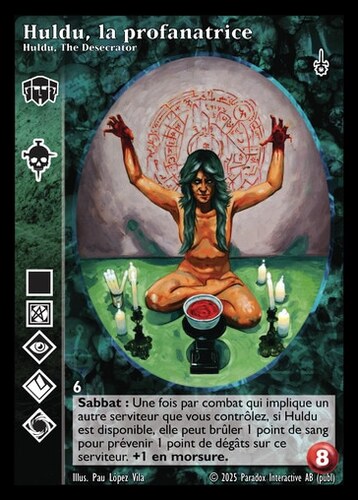 Huldu, la profanatrice
Huldu, The Desecrator
6
Sabbat : Une fois par combat qui implique un
autre serviteur que vous contrôlez, si Huldu
est disponible, elle peut brûler 1 point de sang
pour prévenir 1 point de dégâts sur ce
serviteur. +1 en morsure.
8
Illus. Pau López Vila
© 2025 Paradox Interactive AB (publ)